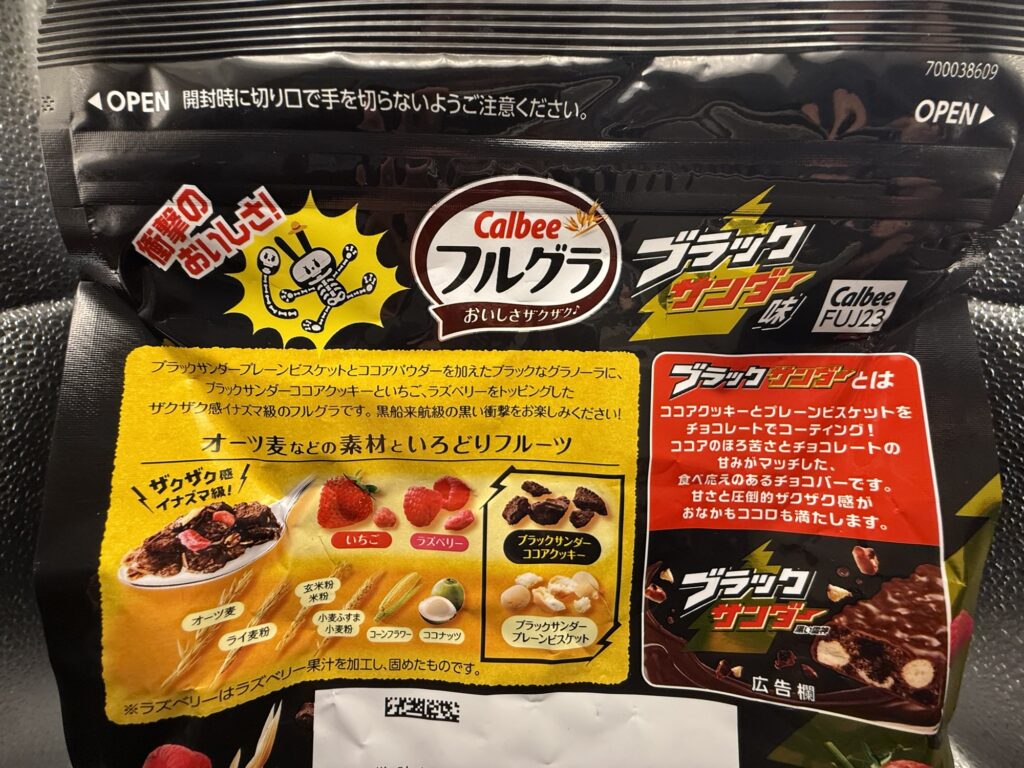 700038609
◀OPEN 開封時に切り口で手を切らないようご注意ください。
OPEN▶
衝撃の
おいしさ
Calbee
フルグラ
おいしさザクザク♪
ブラック
サンダー
味
Calbee
FUJ23
ブラックサンダープレーンビスケットとココアパウダーを加えたブラックなグラノーラに、
ブラックサンダーココアクッキーといちご、ラズベリーをトッピングした
ザクザク感イナズマ級のフルグラです。黒船来航級の黒い衝撃をお楽しみください!
オーツ麦などの素材といろどりフルーツ
ザクザク感
イナズマ級!
いちご
ラズベリー
ブラックサンダー
ココアクッキー
オーツ麦
ライ麦粉
玄米粉
米粉
小麦ふすま
小麦粉
コーンフラワー
ココナッツ
ブラックサンダー
プレーンビスケット
※ラズベリーはラズベリー果汁を加工し、固めたものです。
ブラックサンダーとは
ココアクッキーとプレーンビスケットを
チョコレートでコーティング!
ココアのほろ苦さとチョコレートの
甘みがマッチした、
食べ応えのあるチョコバーです。
甘さと圧倒的ザクザク感が
おなかもココロも満たします。
ブラック
サンダー
黒い雷神
広告欄